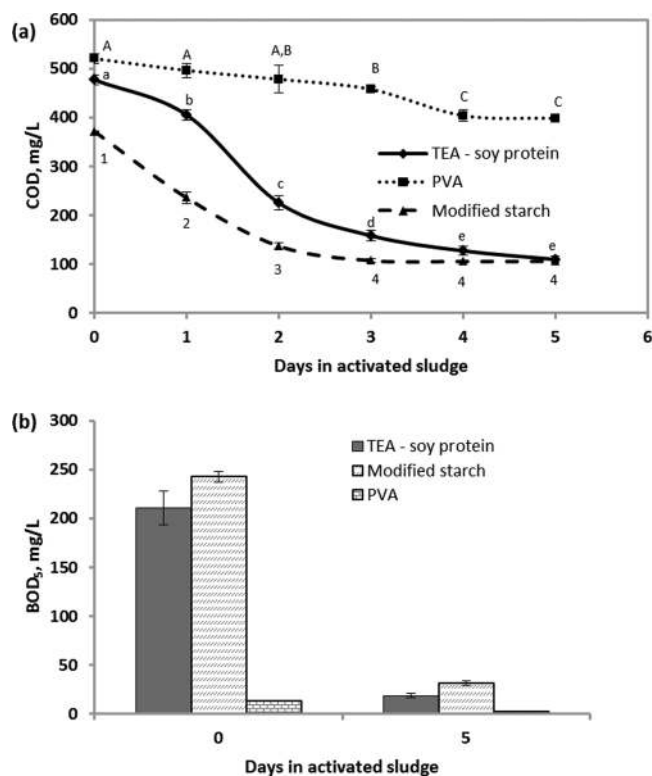 (a)
600
500
400
300
200
100
0
COD, mg/L
A
A
A,B
B
C
C
a
b
c
d
e
e
1
2
3
4
4
4
TEA - soy protein
PVA
Modified starch
0 1 2 3 4 5 6
Days in activated sludge
(b)
300
250
200
150
100
50
0
BOD5, mg/L
TEA - soy protein
Modified starch
PVA
0 5
Days in activated sludge